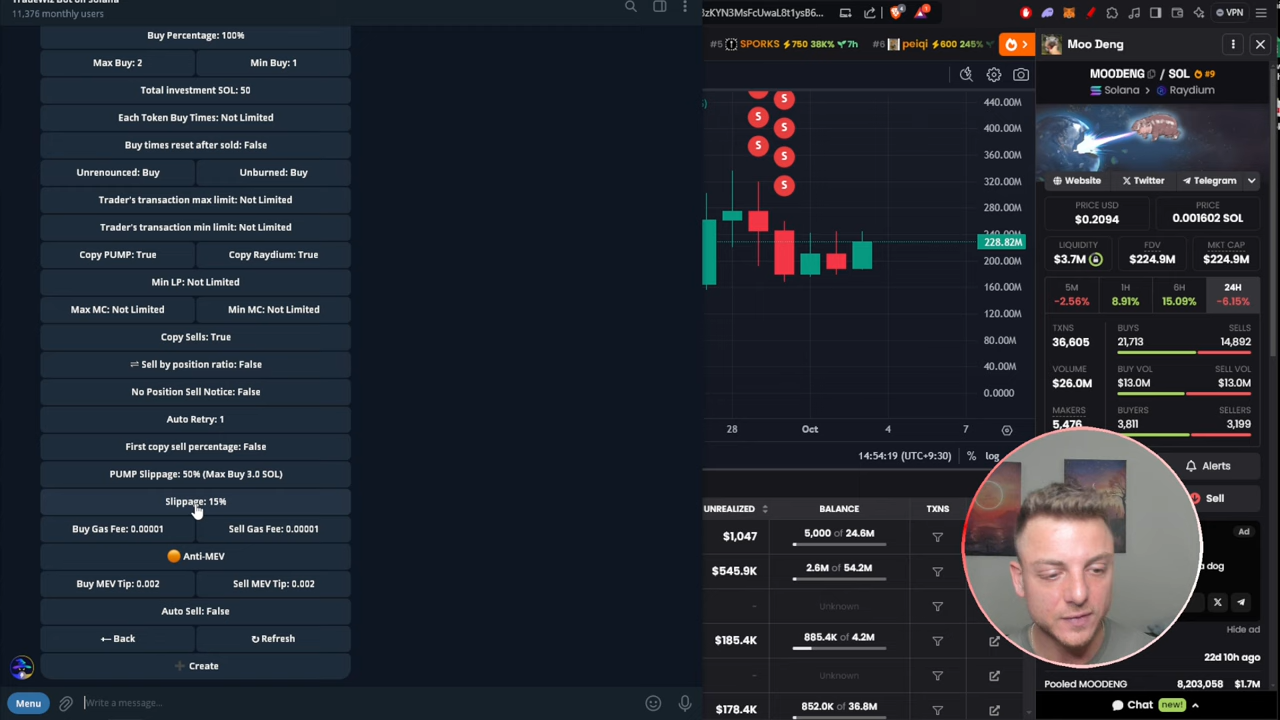 TradeWiz Bot on Solana
11,376 monthly users
Buy Percentage: 100%
Max Buy: 2
Min Buy: 1
Total investment SOL: 50
Each Token Buy Times: Not Limited
Buy times reset after sold: False
Unrenounced: Buy
Unburned: Buy
Trader's transaction max limit: Not Limited
Trader's transaction min limit: Not Limited
Copy PUMP: True
Copy Raydium: True
Min LP: Not Limited
Max MC: Not Limited
Min MC: Not Limited
Copy Sells: True
⇌ Sell by position ratio: False
No Position Sell Notice: False
Auto Retry: 1
First copy sell percentage: False
PUMP Slippage: 50% (Max Buy 3.0 SOL)
Slippage: 15%
Buy Gas Fee: 0.00001
Sell Gas Fee: 0.00001
🟠 Anti-MEV
Buy MEV Tip: 0.002
Sell MEV Tip: 0.002
Auto Sell: False
← Back
↻ Refresh
+ Create
Menu
Write a message...
zKYN3MsFcUwaL8t1ysB6...
VPN
#5 SPORKS ⚡750 38K% 7h
#6 peiqi ⚡600 245%
440.00M
400.00M
360.00M
320.00M
280.00M
240.00M
228.82M
200.00M
160.00M
120.00M
80.00M
40.00M
0.0000
S
S
S
S
S
S
28
Oct
4
7
14:54:19 (UTC+9:30)
%
log
UNREALIZED
BALANCE
TXNS
$1,047
5,000 of 24.6M
$545.9K
2.6M of 54.2M
-
Unknown
$185.4K
885.4K of 4.2M
-
Unknown
$178.4K
852.0K of 36.8M
Moo Deng
MOODENG / SOL #9
Solana > Raydium
Website
Twitter
Telegram
PRICE USD
$0.2094
PRICE
0.001602 SOL
LIQUIDITY
$3.7M
FDV
$224.9M
MKT CAP
$224.9M
5M
-2.56%
1H
8.91%
6H
15.09%
24H
-6.15%
TXNS
36,605
BUYS
21,713
SELLS
14,892
VOLUME
$26.0M
BUY VOL
$13.0M
SELL VOL
$13.0M
MAKERS
5,476
BUYERS
3,811
SELLERS
3,199
Alerts
Sell
Ad
a dog
Hide ad
22d 10h ago
Pooled MOODENG
8,203,058
$1.7M
Chat new!